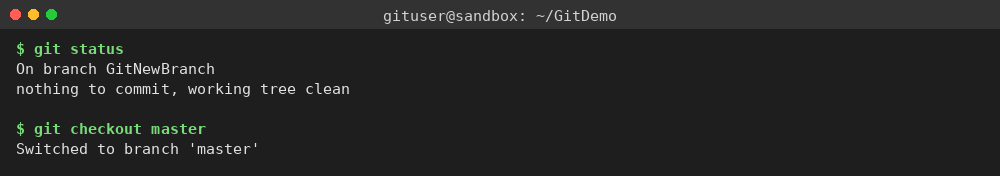 gituser@sandbox: ~/GitDemo
$ git status
On branch GitNewBranch
nothing to commit, working tree clean
$ git checkout master
Switched to branch 'master'